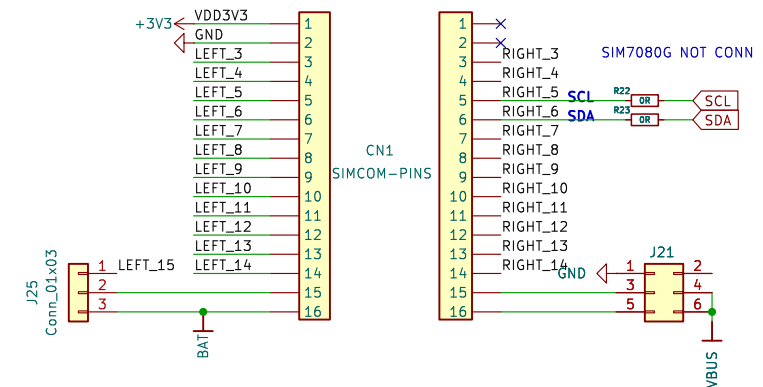 +3V3
VDD3V3
GND
LEFT_3
LEFT_4
LEFT_5
LEFT_6
LEFT_7
LEFT_8
LEFT_9
LEFT_10
LEFT_11
LEFT_12
LEFT_13
LEFT_14
1
2
3
4
5
6
7
8
9
10
11
12
13
14
15
16
CN1
SIMCOM-PINS
1
2
3
4
5
6
7
8
9
10
11
12
13
14
15
16
RIGHT_3
RIGHT_4
RIGHT_5
RIGHT_6
RIGHT_7
RIGHT_8
RIGHT_9
RIGHT_10
RIGHT_11
RIGHT_12
RIGHT_13
RIGHT_14
SIM7080G NOT CONN
SCL
R22
0R
SCL
SDA
R23
0R
SDA
J25
Conn_01x03
1
2
3
LEFT_15
BAT
J21
GND
1
2
3
4
5
6
VBUS